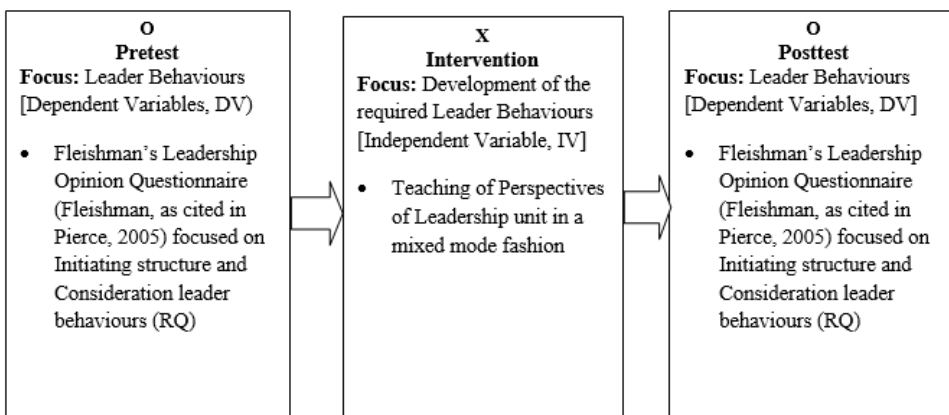 O
Pretest
Focus: Leader Behaviours
[Dependent Variables, DV)
• Fleishman's Leadership
Opinion Questionnaire
(Fleishman, as cited in
Pierce, 2005) focused on
Initiating structure and
Consideration leader
behaviours (RQ)
X
Intervention
Focus: Development of the
required Leader Behaviours
[Independent Variable, IV]
• Teaching of Perspectives
of Leadership unit in a
mixed mode fashion
O
Posttest
Focus: Leader Behaviours
[Dependent Variables, DV]
• Fleishman's Leadership
Opinion Questionnaire
(Fleishman, as cited in
Pierce, 2005) focused on
Initiating structure and
Consideration leader
behaviours (RQ)